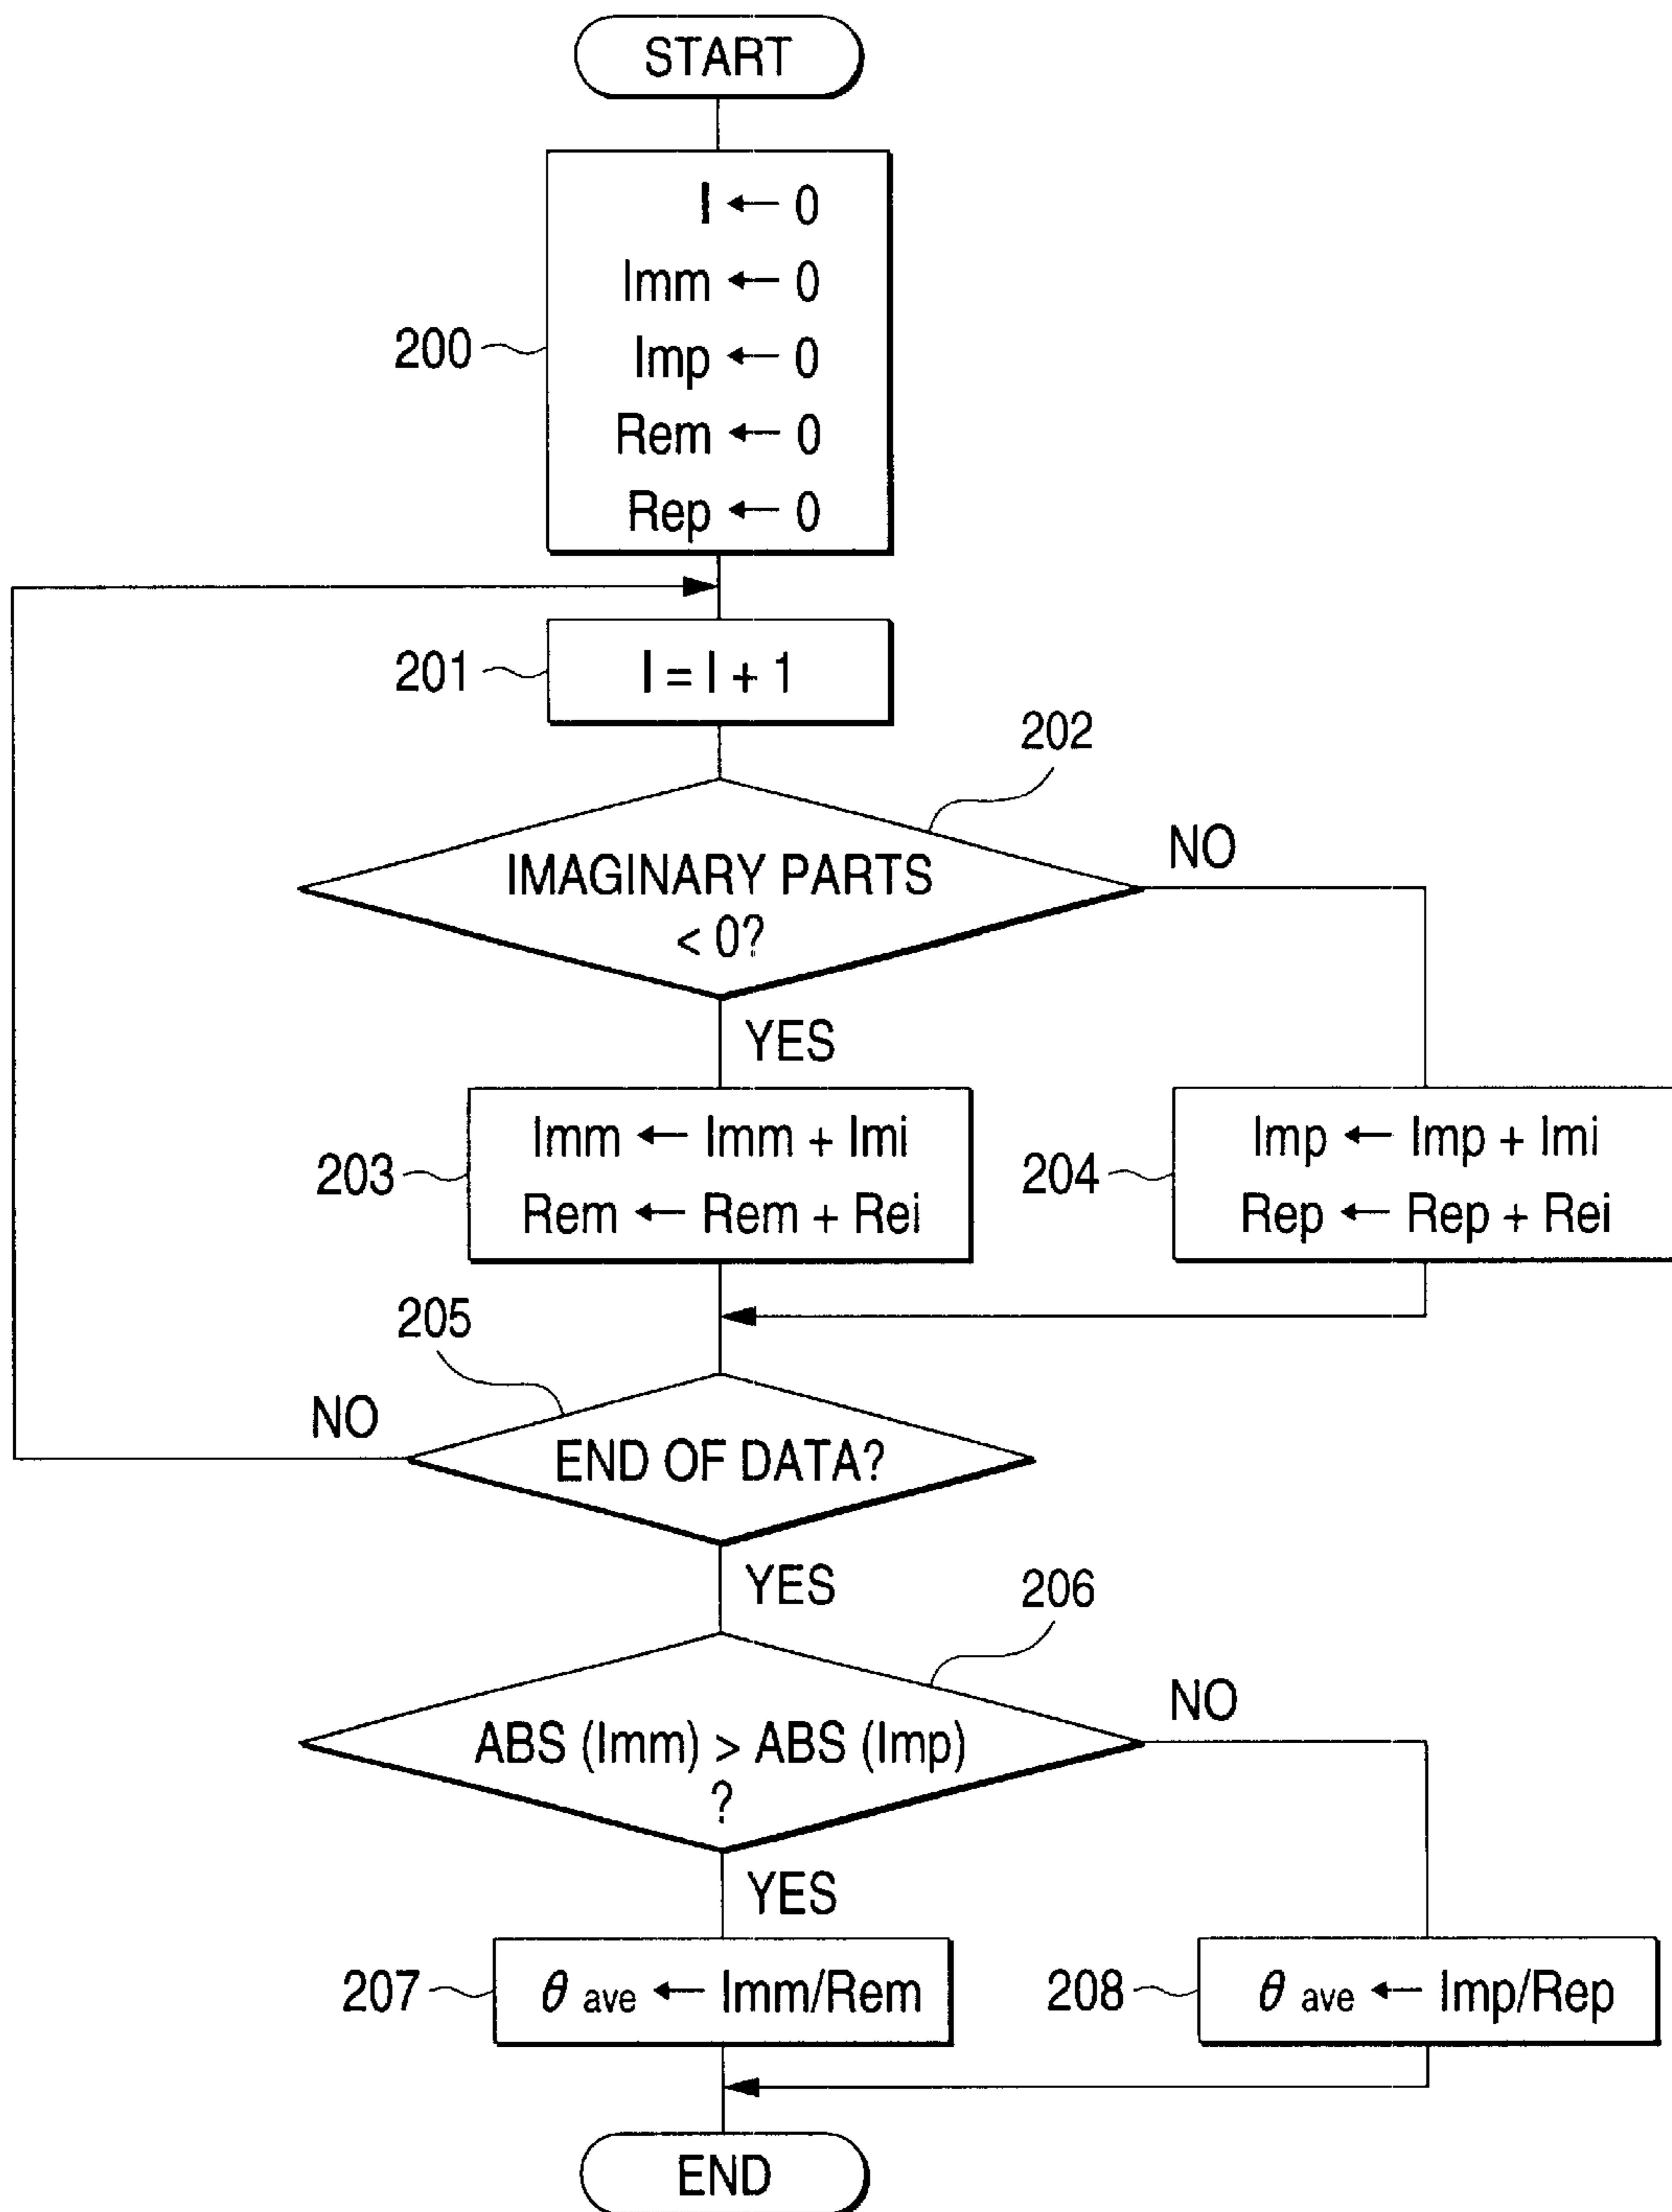 START
I ← 0
Imm ← 0
Imp ← 0
Rem ← 0
Rep ← 0
200
201
I = I + 1
202
IMAGINARY PARTS
< 0?
NO
YES
203
Imm ← Imm + Imi
Rem ← Rem + Rei
204
Imp ← Imp + Imi
Rep ← Rep + Rei
205
NO
END OF DATA?
YES
206
ABS (Imm) > ABS (Imp)
?
NO
YES
207
θ ave ← Imm/Rem
208
θ ave ← Imp/Rep
END